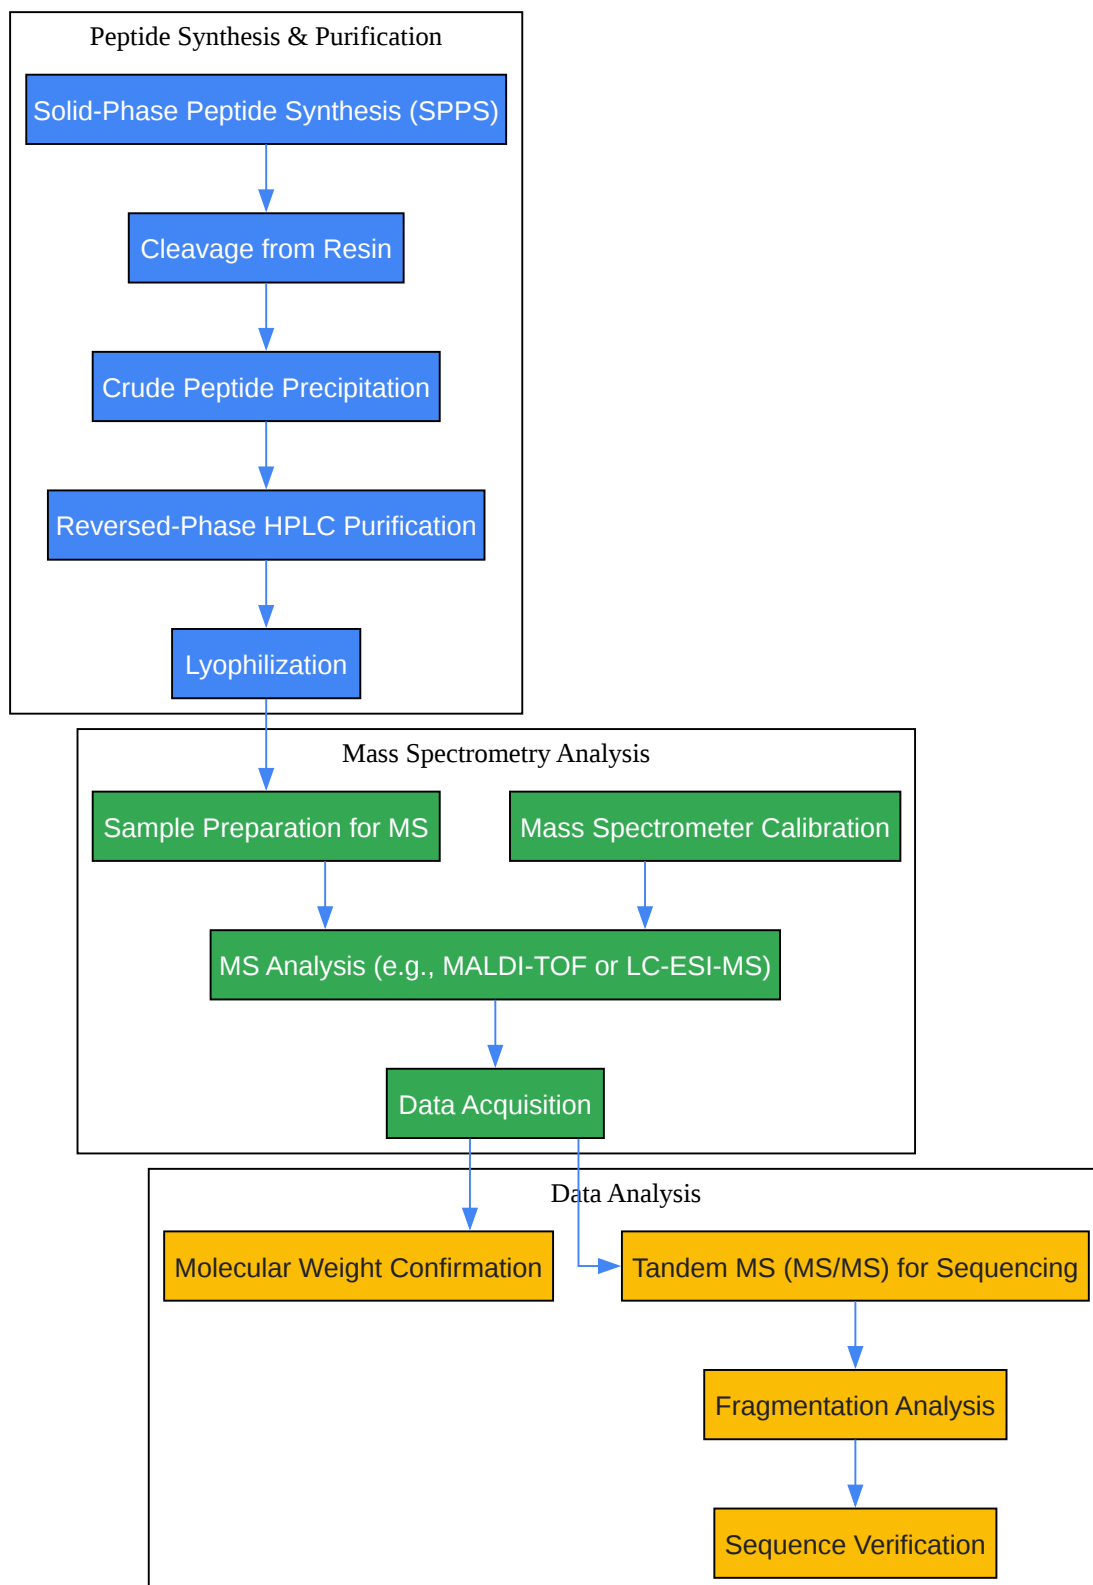 Peptide Synthesis & Purification
Solid-Phase Peptide Synthesis (SPPS)
Cleavage from Resin
Crude Peptide Precipitation
Reversed-Phase HPLC Purification
Lyophilization
Mass Spectrometry Analysis
Sample Preparation for MS
Mass Spectrometer Calibration
MS Analysis (e.g., MALDI-TOF or LC-ESI-MS)
Data Acquisition
Data Analysis
Molecular Weight Confirmation
Tandem MS (MS/MS) for Sequencing
Fragmentation Analysis
Sequence Verification